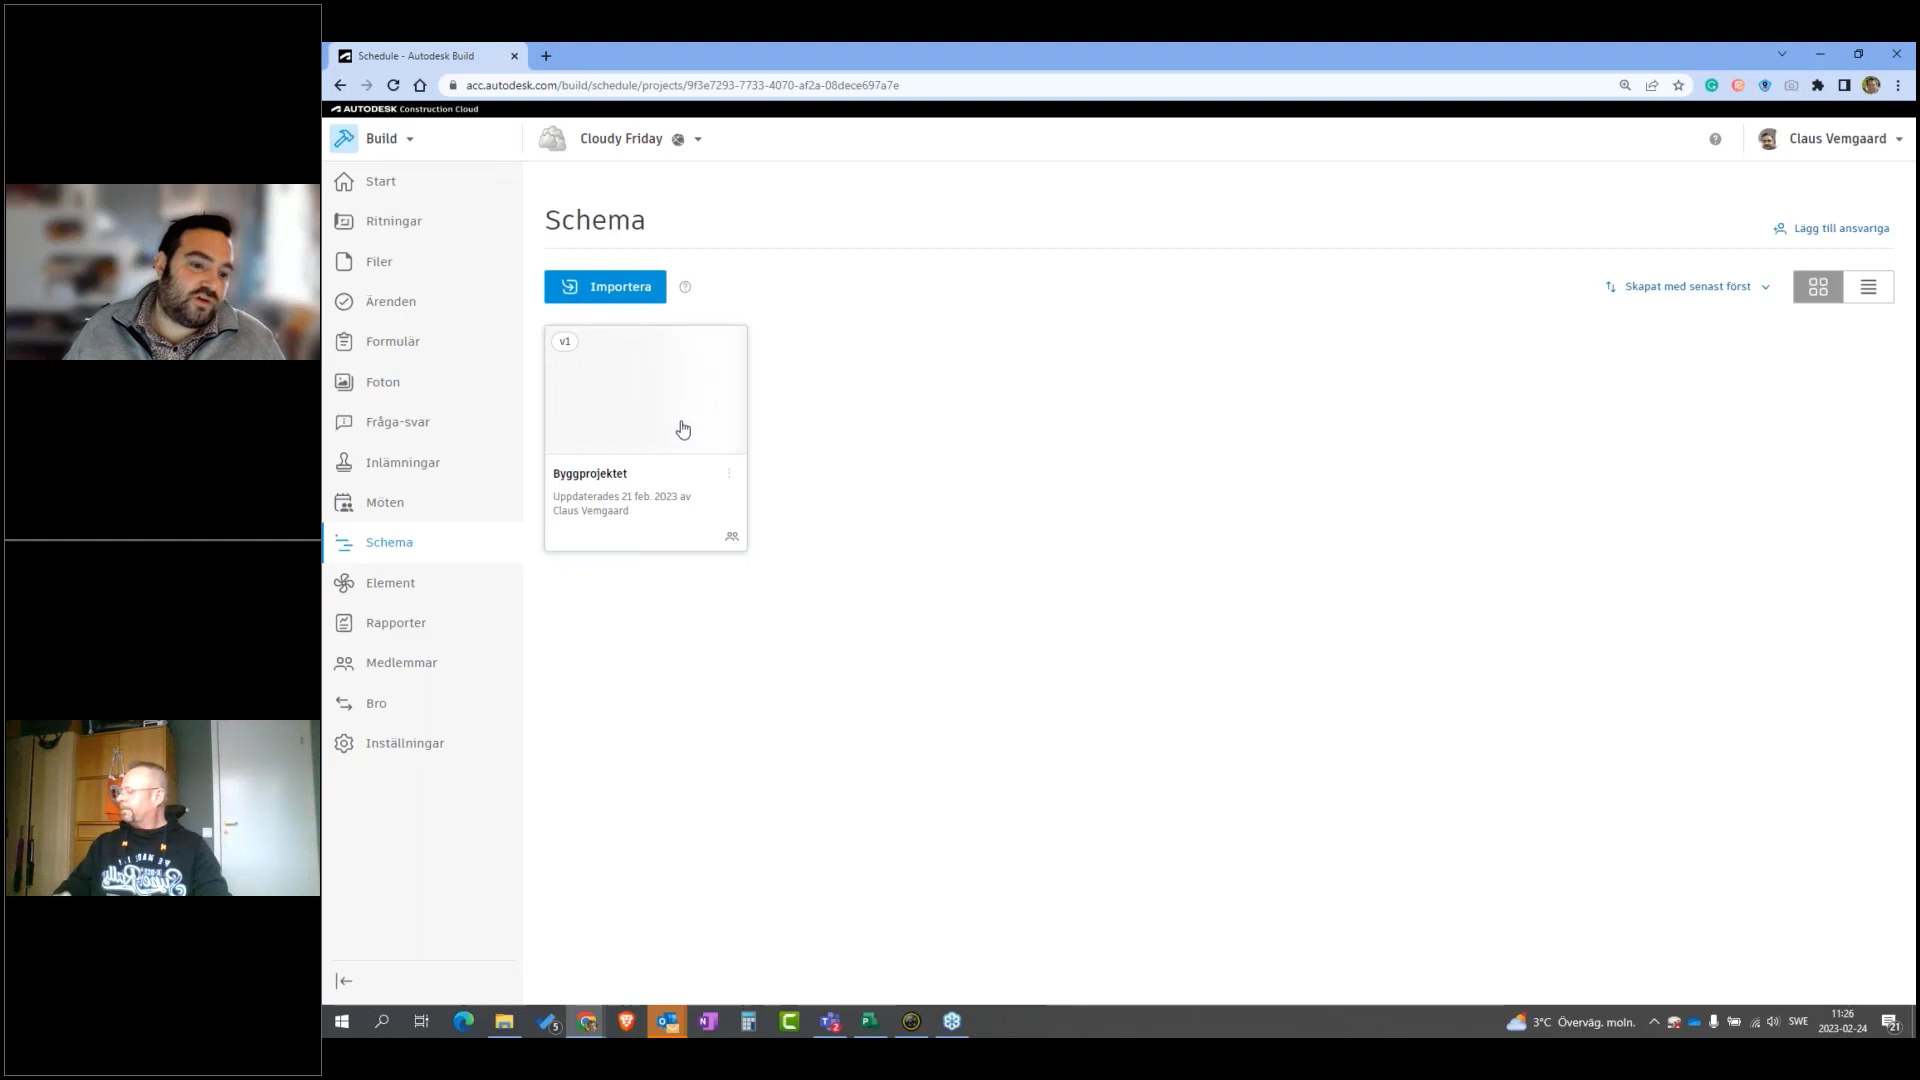 Schedule - Autodesk Build
acc.autodesk.com/build/schedule/projects/9f3e7293-7733-4070-af2a-08dece697a7e
AUTODESK Construction Cloud
Build
Cloudy Friday
Claus Vemgaard
Start
Ritningar
Filer
Ärenden
Formulär
Foton
Fråga-svar
Inlämningar
Möten
Schema
Element
Rapporter
Medlemmar
Bro
Inställningar
Schema
Lägg till ansvariga
Importera
Skapat med senast först
v1
Byggprojektet
Uppdaterades 21 feb. 2023 av
Claus Vemgaard
5
2
3°C Överväg. moln.
SWE
11:26
2023-02-24
21